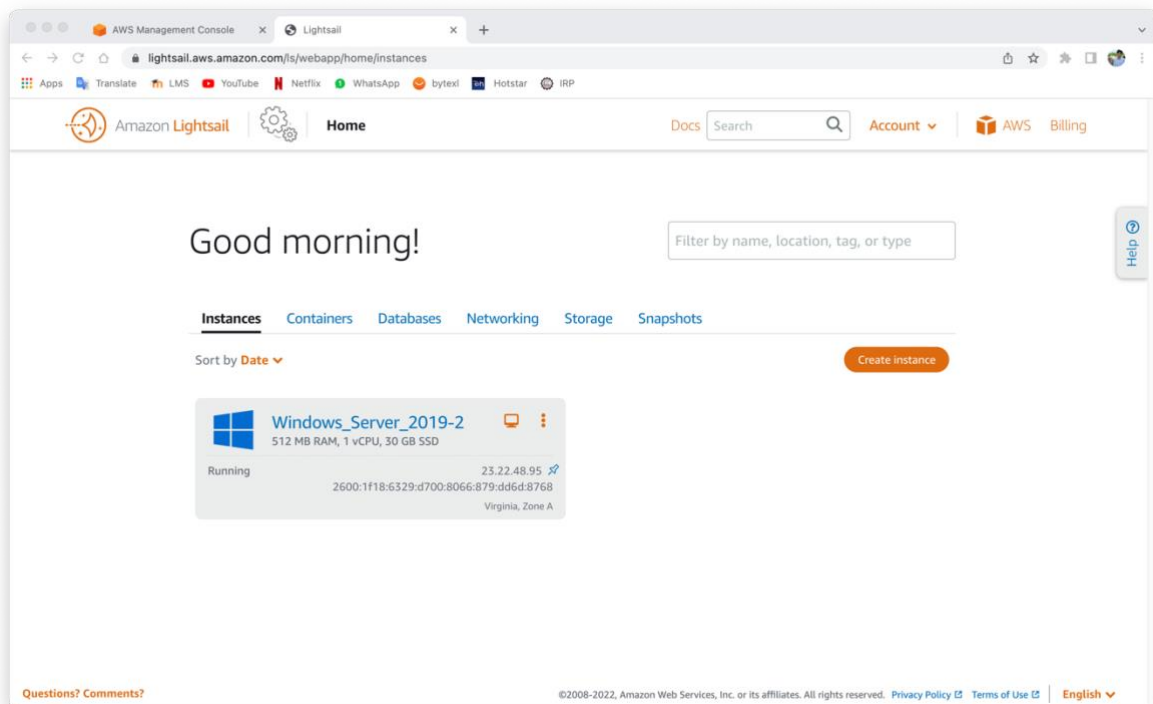 AWS Management Console
Lightsail
lightsail.aws.amazon.com/ls/webapp/home/instances
Apps Translate LMS YouTube Netflix WhatsApp bytexl Hotstar IRP
Amazon Lightsail Home Docs Search Account AWS Billing
Good morning!
Filter by name, location, tag, or type
Help
Instances Containers Databases Networking Storage Snapshots
Sort by Date
Create instance
Windows_Server_2019-2
512 MB RAM, 1 vCPU, 30 GB SSD
Running 23.22.48.95
2600:1f18:6329:d700:8066:879:dd6d:8768
Virginia, Zone A
Questions? Comments? ©2008-2022, Amazon Web Services, Inc. or its affiliates. All rights reserved. Privacy Policy Terms of Use English